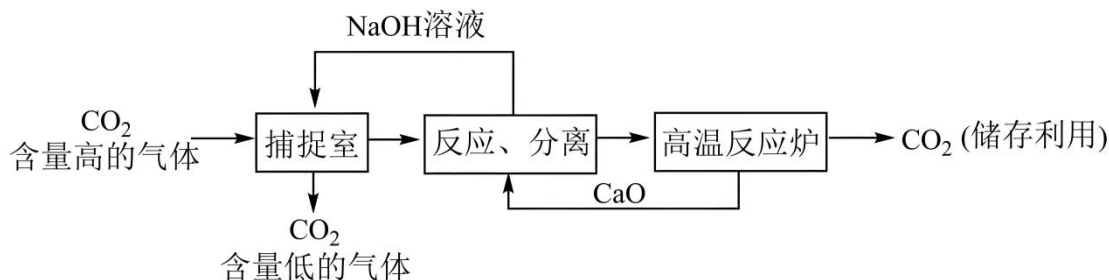 NaOH溶液
CO₂
含量高的气体
捕捉室
反应、分离
高温反应炉
CO₂ (储存利用)
CaO
CO₂
含量低的气体